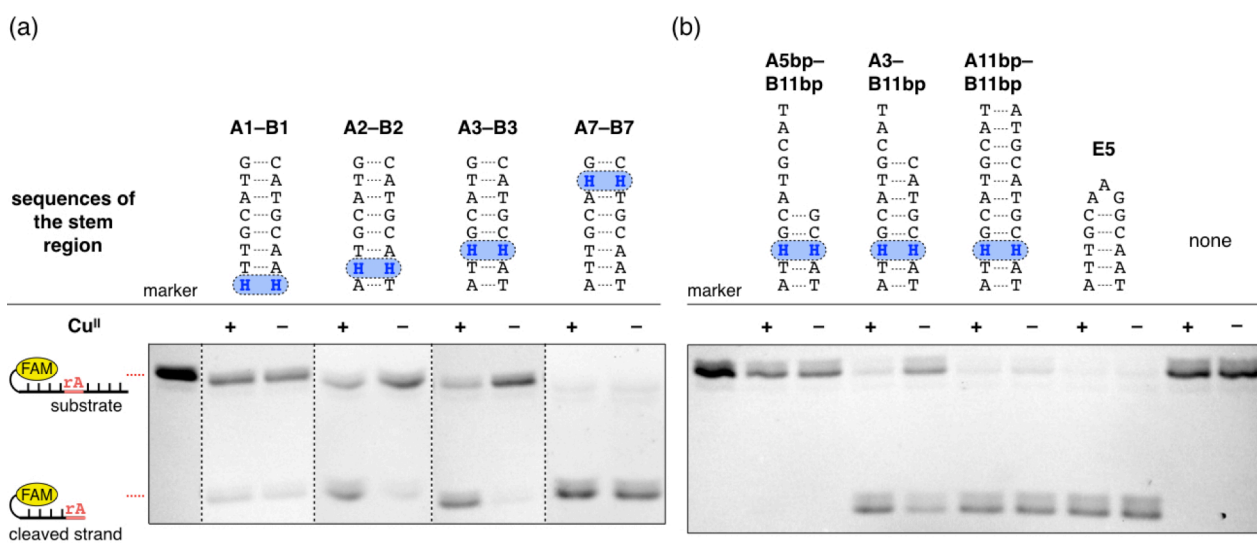 (a)
sequences of
the stem
region
marker
A1–B1
G····C
T····A
A····T
C····G
G····C
T····A
T····A
H H
A2–B2
G····C
T····A
A····T
C····G
G····C
T····A
H H
A····T
A3–B3
G····C
T····A
A····T
C····G
G····C
H H
T····A
A····T
A7–B7
G····C
H H
A····T
C····G
G····C
T····A
T····A
A····T
Cu^II + – + – + – + –
FAM
rA
substrate
FAM
rA
cleaved strand
(b)
marker
A5bp–
B11bp
T
A
C
G
T
A
C····G
G····C
H H
T····A
A····T
A3–
B11bp
T
A
C
G····C
T····A
A····T
C····G
G····C
H H
T····A
A····T
A11bp–
B11bp
T····A
A····T
C····G
G····C
T····A
A····T
C····G
G····C
H H
T····A
A····T
E5
A
A G
C G
G····C
T····A
T····A
A····T
none
+ – + – + – + – + –